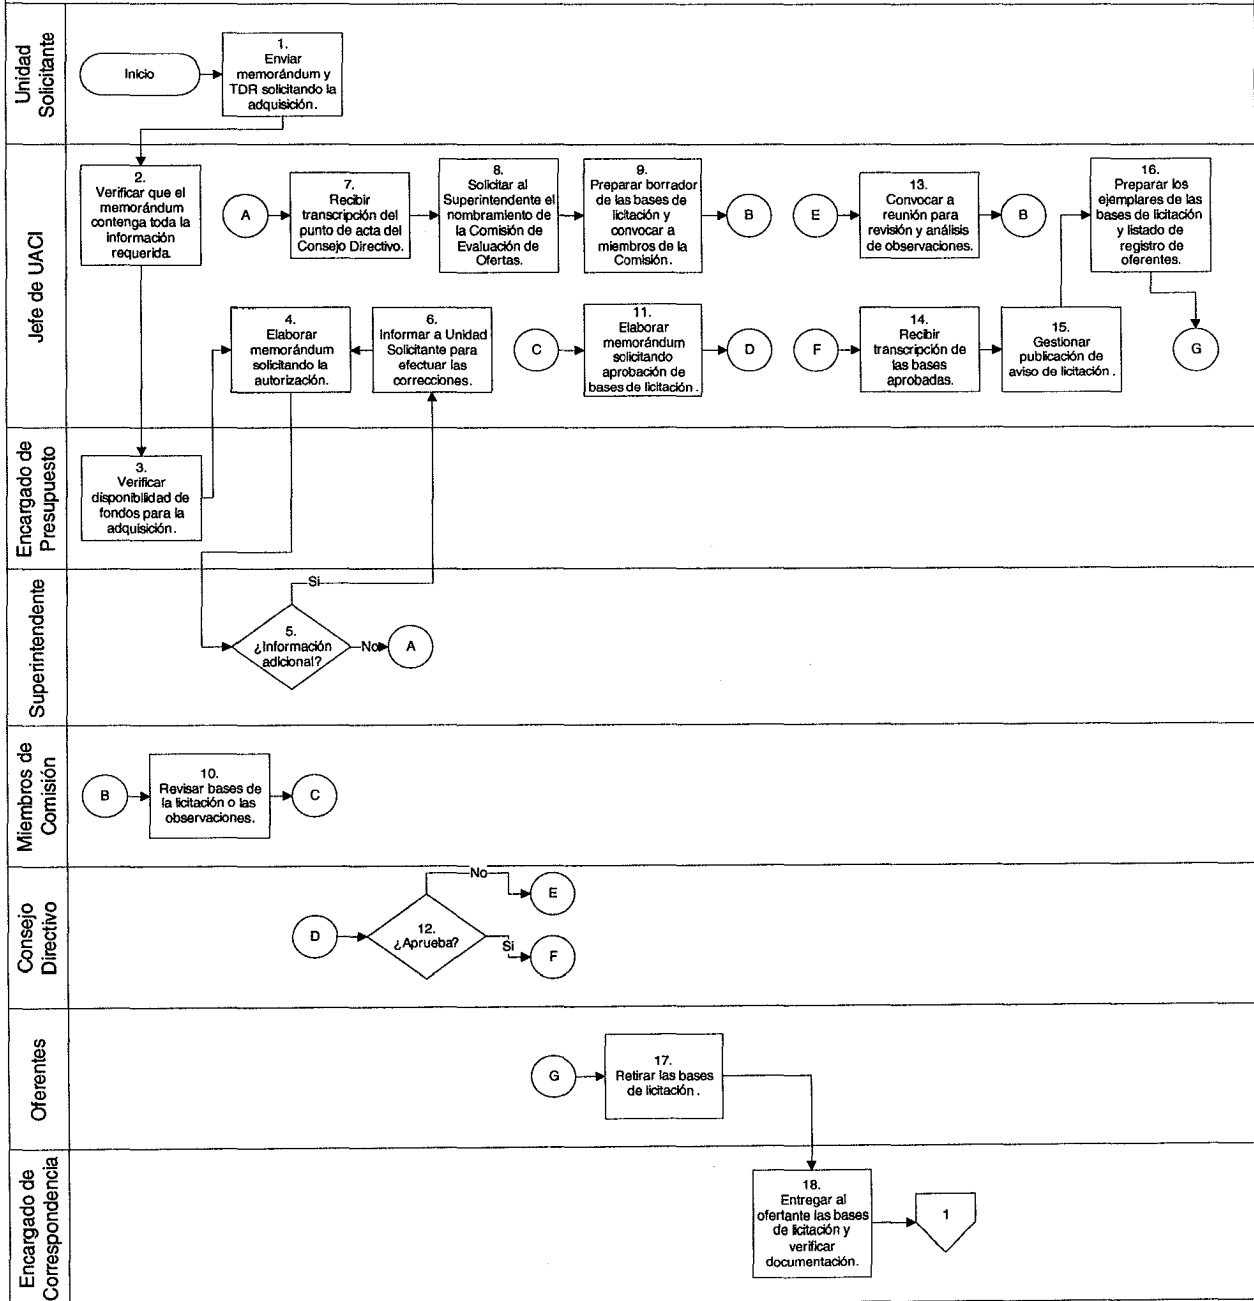 Unidad
Solicitante
Inicio
1.
Enviar
memorándum y
TDR solicitando la
adquisición.
Jefe de UACI
2.
Verificar que el
memorándum
contenga toda la
información
requerida.
A
7.
Recibir
transcripción del
punto de acta del
Consejo Directivo.
8.
Solicitar al
Superintendente el
nombramiento de
la Comisión de
Evaluación de
Ofertas.
9.
Preparar borrador
de las bases de
licitación y
convocar a
miembros de la
Comisión.
B
E
13.
Convocar a
reunión para
revisión y análisis
de observaciones.
B
16.
Preparar los
ejemplares de las
bases de licitación
y listado de
registro de
oferentes.
4.
Elaborar
memorándum
solicitando la
autorización.
6.
Informar a Unidad
Solicitante para
efectuar las
correcciones.
C
11.
Elaborar
memorándum
solicitando
aprobación de
bases de licitación.
D
F
14.
Recibir
transcripción de
las bases
aprobadas.
15.
Gestionar
publicación de
aviso de licitación.
G
Encargado de
Presupuesto
3.
Verificar
disponibilidad de
fondos para la
adquisición.
Superintendente
Si
5.
¿Información
adicional?
No
A
Miembros de
Comisión
B
10.
Revisar bases de
la licitación o las
observaciones.
C
Consejo
Directivo
D
12.
¿Aprueba?
No
E
Si
F
Oferentes
G
17.
Retirar las bases
de licitación.
Encargado de
Correspondencia
18.
Entregar al
ofertante las bases
de licitación y
verificar
documentación.
1